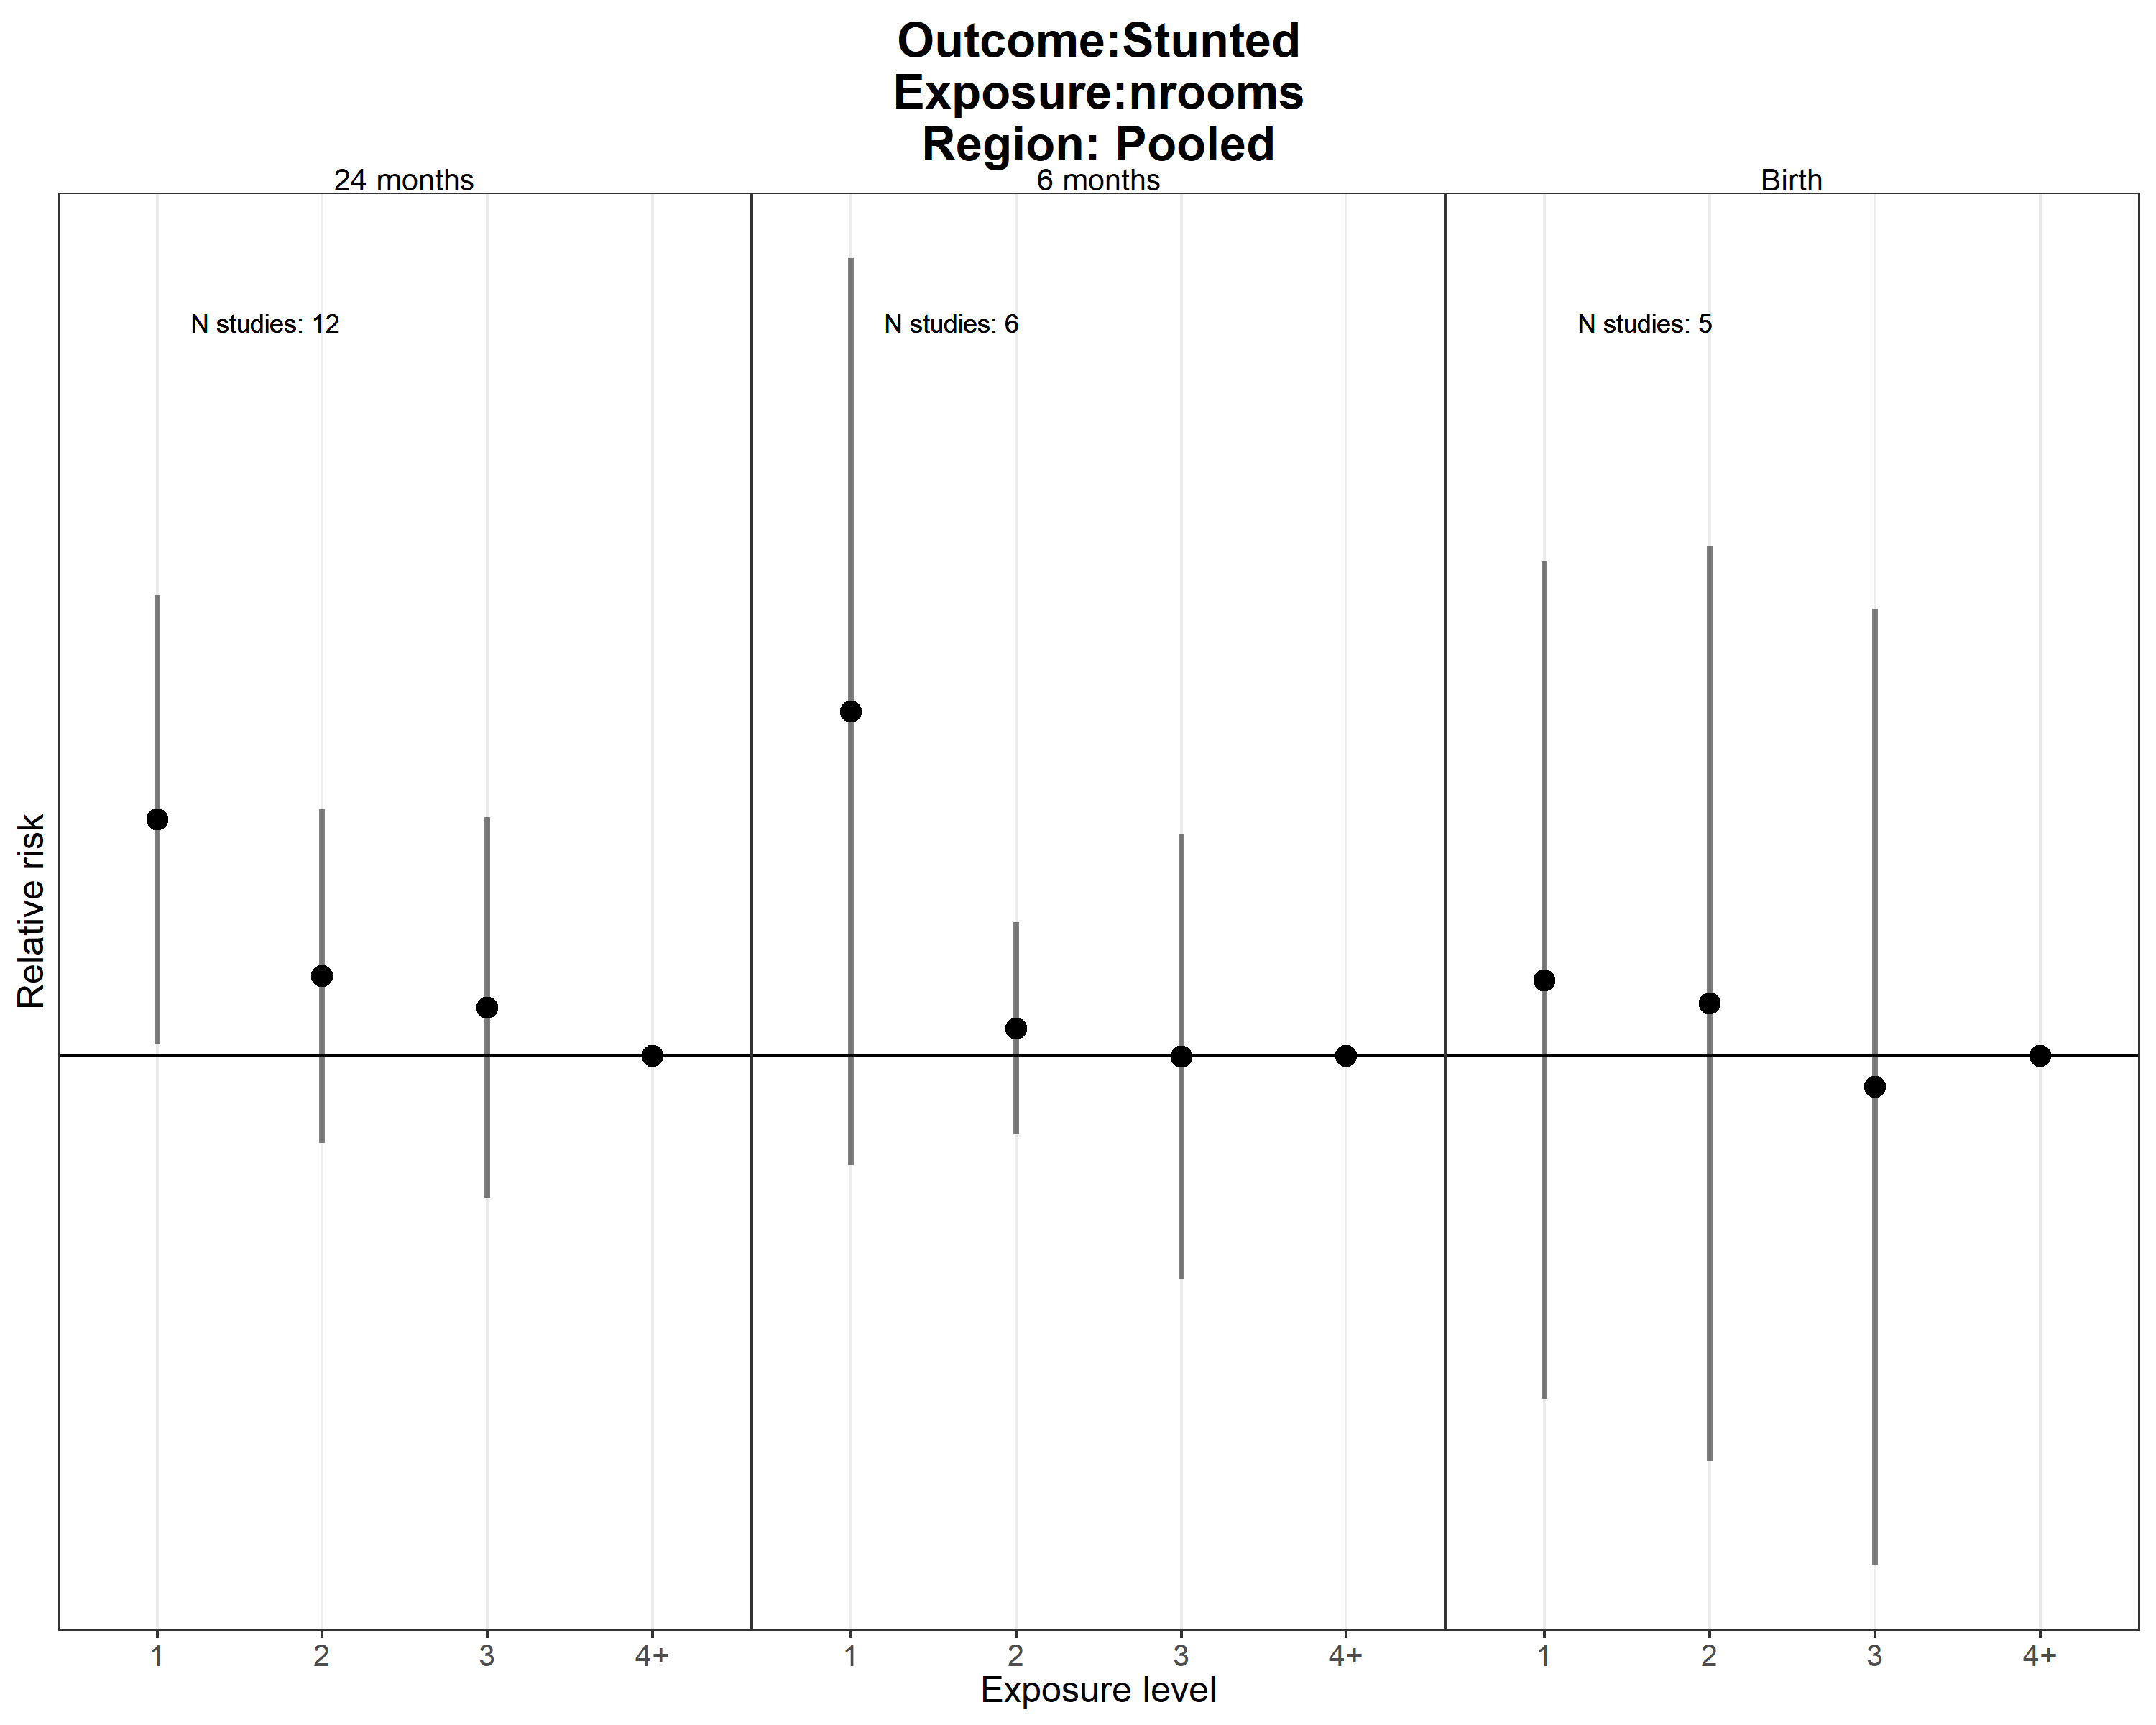 Outcome:Stunted
Exposure:nrooms
Region: Pooled
24 months
6 months
Birth
N studies: 12
N studies: 6
N studies: 5
Relative risk
1 2 3 4+ 1 2 3 4+ 1 2 3 4+
Exposure level